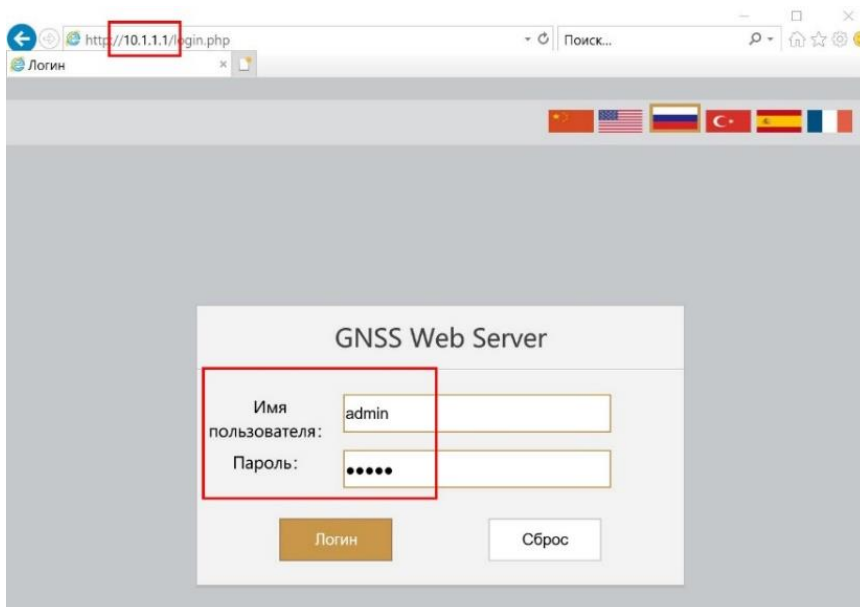 http://10.1.1.1/login.php
Поиск...
Логин
GNSS Web Server
Имя
пользователя:
admin
Пароль:
•••••
Логин
Сброс